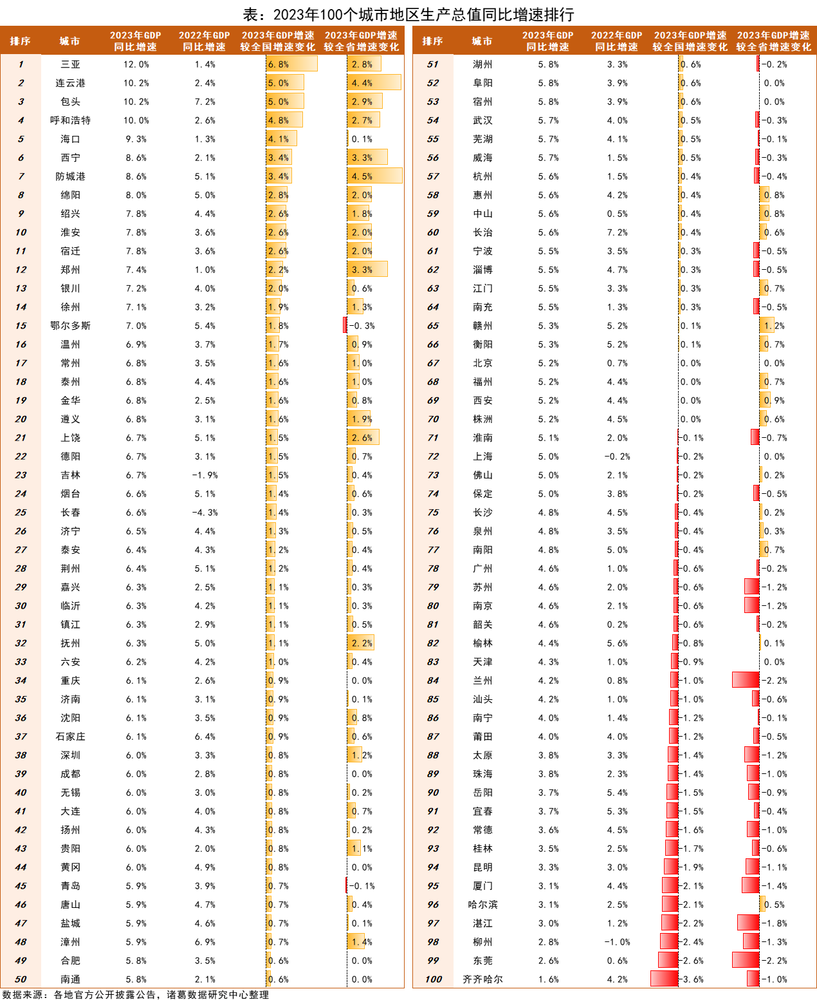 表：2023年100个城市地区生产总值同比增速排行
排序 城市 2023年GDP同比增速 2022年GDP同比增速 2023年GDP增速较全国增速变化 2023年GDP增速较全省增速变化
1 三亚 12.0% 1.4% 6.8% 2.8%
2 连云港 10.2% 2.4% 5.0% 4.4%
3 包头 10.2% 7.2% 5.0% 2.9%
4 呼和浩特 10.0% 2.6% 4.8% 2.7%
5 海口 9.3% 1.3% 4.1% 0.1%
6 西宁 8.6% 2.1% 3.4% 3.3%
7 防城港 8.6% 5.1% 3.4% 4.5%
8 绵阳 8.0% 5.0% 2.8% 2.0%
9 绍兴 7.8% 4.4% 2.6% 1.8%
10 淮安 7.8% 3.6% 2.6% 2.0%
11 宿迁 7.8% 3.6% 2.6% 2.0%
12 郑州 7.4% 1.0% 2.2% 3.3%
13 银川 7.2% 4.0% 2.0% 0.6%
14 徐州 7.1% 3.2% 1.9% 1.3%
15 鄂尔多斯 7.0% 5.4% 1.8% -0.3%
16 温州 6.9% 3.7% 1.7% 0.9%
17 常州 6.8% 3.5% 1.6% 1.0%
18 泰州 6.8% 4.4% 1.6% 1.0%
19 金华 6.8% 2.5% 1.6% 0.8%
20 遵义 6.8% 3.1% 1.6% 1.9%
21 上饶 6.7% 5.1% 1.5% 2.6%
22 德阳 6.7% 3.1% 1.5% 0.7%
23 吉林 6.7% -1.9% 1.5% 0.4%
24 烟台 6.6% 5.1% 1.4% 0.6%
25 长春 6.6% -4.3% 1.4% 0.3%
26 济宁 6.5% 4.4% 1.3% 0.5%
27 泰安 6.4% 4.3% 1.2% 0.4%
28 荆州 6.4% 5.1% 1.2% 0.4%
29 嘉兴 6.3% 2.5% 1.1% 0.3%
30 临沂 6.3% 4.2% 1.1% 0.3%
31 镇江 6.3% 2.9% 1.1% 0.5%
32 抚州 6.3% 5.0% 1.1% 2.2%
33 六安 6.2% 4.2% 1.0% 0.4%
34 重庆 6.1% 2.6% 0.9% 0.0%
35 济南 6.1% 3.1% 0.9% 0.1%
36 沈阳 6.1% 3.5% 0.9% 0.8%
37 石家庄 6.1% 6.4% 0.9% 0.6%
38 深圳 6.0% 3.3% 0.8% 1.2%
39 成都 6.0% 2.8% 0.8% 0.0%
40 无锡 6.0% 3.0% 0.8% 0.2%
41 大连 6.0% 4.0% 0.8% 0.7%
42 扬州 6.0% 4.3% 0.8% 0.2%
43 贵阳 6.0% 2.0% 0.8% 1.1%
44 黄冈 6.0% 4.9% 0.8% 0.0%
45 青岛 5.9% 3.9% 0.7% -0.1%
46 唐山 5.9% 4.7% 0.7% 0.4%
47 盐城 5.9% 4.6% 0.7% 0.1%
48 漳州 5.9% 6.9% 0.7% 1.4%
49 合肥 5.8% 3.5% 0.6% 0.0%
50 南通 5.8% 2.1% 0.6% 0.0%
排序 城市 2023年GDP同比增速 2022年GDP同比增速 2023年GDP增速较全国增速变化 2023年GDP增速较全省增速变化
51 湖州 5.8% 3.3% 0.6% -0.2%
52 阜阳 5.8% 3.9% 0.6% 0.0%
53 宿州 5.8% 3.9% 0.6% 0.0%
54 武汉 5.7% 4.0% 0.5% -0.3%
55 芜湖 5.7% 4.1% 0.5% -0.1%
56 威海 5.7% 1.5% 0.5% -0.3%
57 杭州 5.6% 1.5% 0.4% -0.4%
58 惠州 5.6% 4.2% 0.4% 0.8%
59 中山 5.6% 0.5% 0.4% 0.8%
60 长治 5.6% 7.2% 0.4% 0.6%
61 宁波 5.5% 3.5% 0.3% -0.5%
62 淄博 5.5% 4.7% 0.3% -0.5%
63 江门 5.5% 3.3% 0.3% 0.7%
64 南充 5.5% 1.3% 0.3% -0.5%
65 赣州 5.3% 5.2% 0.1% 1.2%
66 衡阳 5.3% 5.2% 0.1% 0.7%
67 北京 5.2% 0.7% 0.0% 0.0%
68 福州 5.2% 4.4% 0.0% 0.7%
69 西安 5.2% 4.4% 0.0% 0.9%
70 株洲 5.2% 4.5% 0.0% 0.6%
71 淮南 5.1% 2.0% -0.1% -0.7%
72 上海 5.0% -0.2% -0.2% 0.0%
73 佛山 5.0% 2.1% -0.2% 0.2%
74 保定 5.0% 3.8% -0.2% -0.5%
75 长沙 4.8% 4.5% -0.4% 0.2%
76 泉州 4.8% 3.5% -0.4% 0.3%
77 南阳 4.8% 5.0% -0.4% 0.7%
78 广州 4.6% 1.0% -0.6% -0.2%
79 苏州 4.6% 2.0% -0.6% -1.2%
80 南京 4.6% 2.1% -0.6% -1.2%
81 韶关 4.6% 0.2% -0.6% -0.2%
82 榆林 4.4% 5.6% -0.8% 0.1%
83 天津 4.3% 1.0% -0.9% 0.0%
84 兰州 4.2% 0.8% -1.0% -2.2%
85 汕头 4.2% 1.0% -1.0% -0.6%
86 南宁 4.0% 1.4% -1.2% -0.1%
87 莆田 4.0% 4.0% -1.2% -0.5%
88 太原 3.8% 3.3% -1.4% -1.2%
89 珠海 3.8% 2.3% -1.4% -1.0%
90 岳阳 3.7% 5.4% -1.5% -0.9%
91 宜春 3.7% 5.3% -1.5% -0.4%
92 常德 3.6% 4.5% -1.6% -1.0%
93 桂林 3.5% 2.5% -1.7% -0.6%
94 昆明 3.3% 3.0% -1.9% -1.1%
95 厦门 3.1% 4.4% -2.1% -1.4%
96 哈尔滨 3.1% 2.5% -2.1% 0.5%
97 湛江 3.0% 1.2% -2.2% -1.8%
98 柳州 2.8% -1.0% -2.4% -1.3%
99 东莞 2.6% 0.6% -2.6% -2.2%
100 齐齐哈尔 1.6% 4.2% -3.6% -1.0%
数据来源：各地官方公开披露公告，诸葛数据研究中心整理